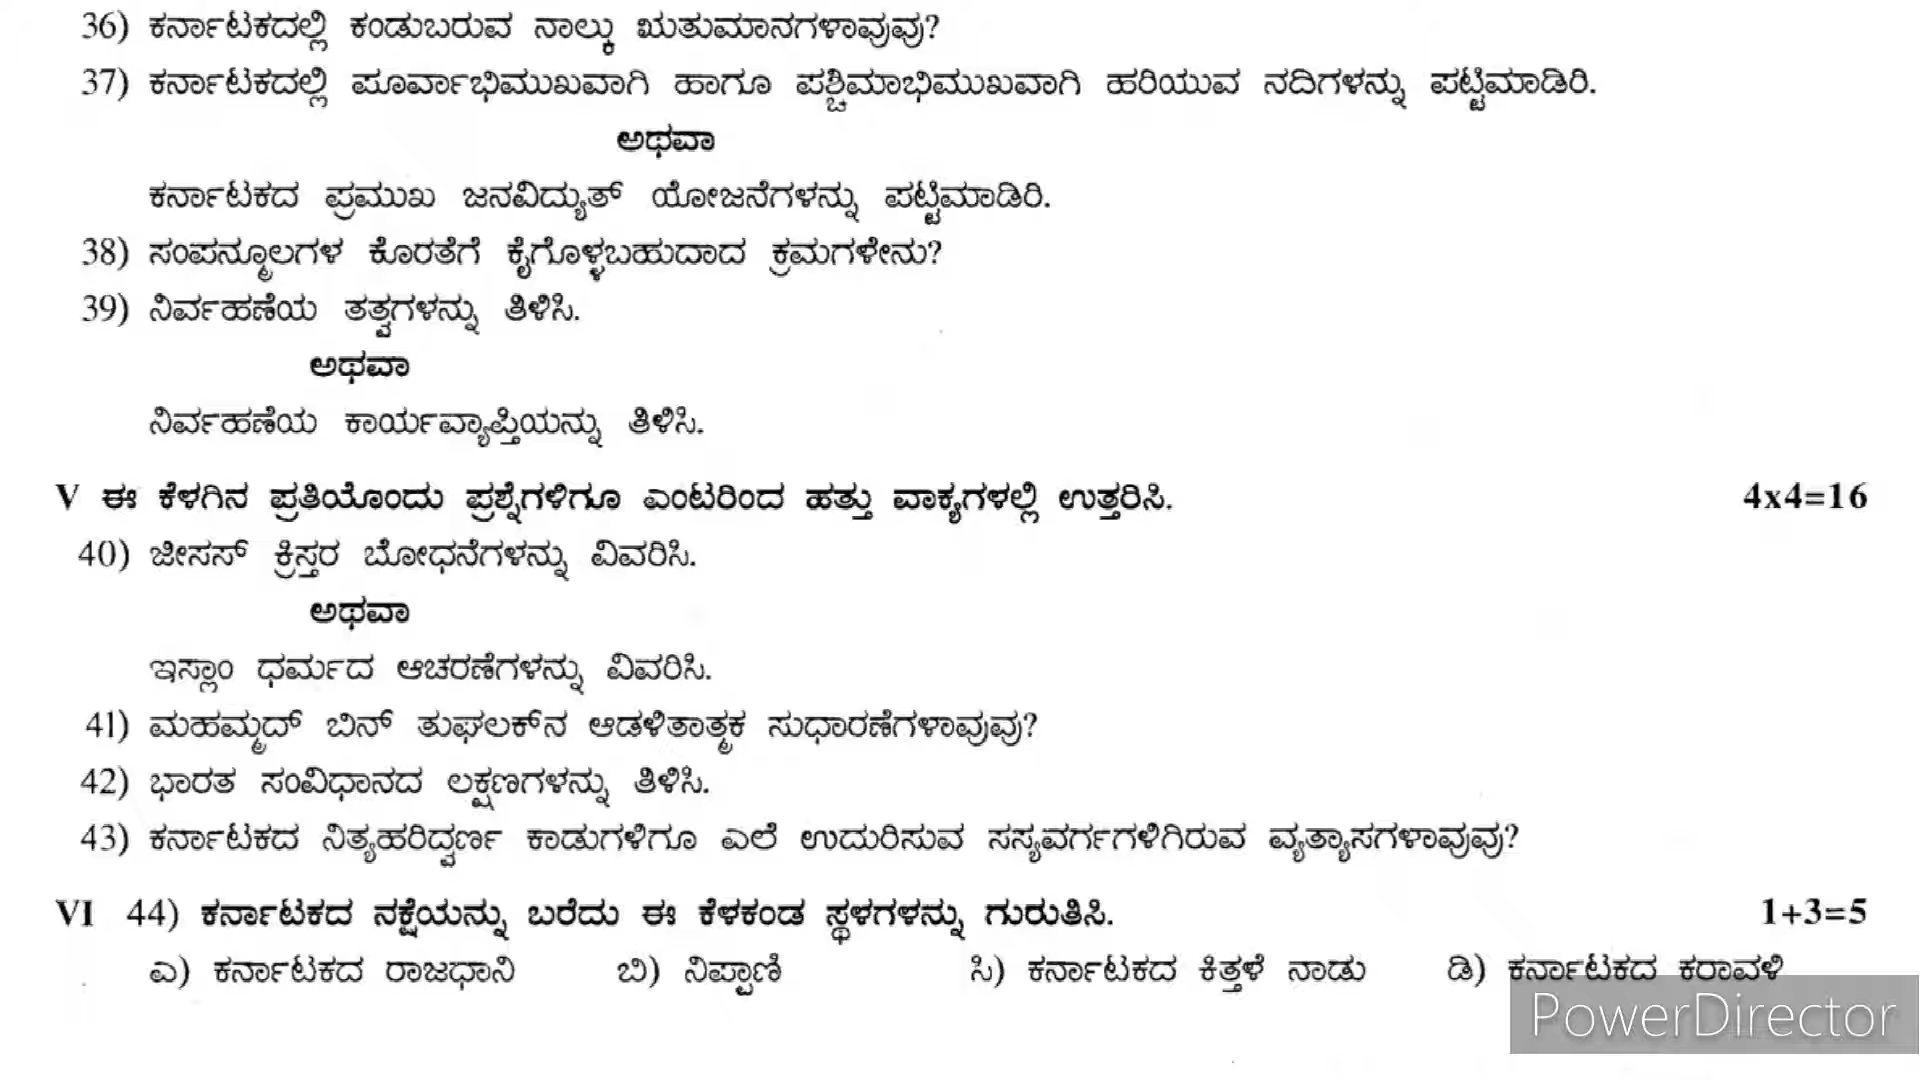 36) ಕರ್ನಾಟಕದಲ್ಲಿ ಕಂಡುಬರುವ ನಾಲ್ಕು ಋತುಮಾನಗಳಾವುವು?
37) ಕರ್ನಾಟಕದಲ್ಲಿ ಪೂರ್ವಾಭಿಮುಖವಾಗಿ ಹಾಗೂ ಪಶ್ಚಿಮಾಭಿಮುಖವಾಗಿ ಹರಿಯುವ ನದಿಗಳನ್ನು ಪಟ್ಟಿಮಾಡಿರಿ.
ಅಥವಾ
ಕರ್ನಾಟಕದ ಪ್ರಮುಖ ಜನವಿದ್ಯುತ್ ಯೋಜನೆಗಳನ್ನು ಪಟ್ಟಿಮಾಡಿರಿ.
38) ಸಂಪನ್ಮೂಲಗಳ ಕೊರತೆಗೆ ಕೈಗೊಳ್ಳಬಹುದಾದ ಕ್ರಮಗಳೇನು?
39) ನಿರ್ವಹಣೆಯ ತತ್ವಗಳನ್ನು ತಿಳಿಸಿ.
ಅಥವಾ
ನಿರ್ವಹಣೆಯ ಕಾರ್ಯವ್ಯಾಪ್ತಿಯನ್ನು ತಿಳಿಸಿ.
V ಈ ಕೆಳಗಿನ ಪ್ರತಿಯೊಂದು ಪ್ರಶ್ನೆಗಳಿಗೂ ಎಂಟರಿಂದ ಹತ್ತು ವಾಕ್ಯಗಳಲ್ಲಿ ಉತ್ತರಿಸಿ. 4x4=16
40) ಜೀಸಸ್ ಕ್ರಿಸ್ತರ ಬೋಧನೆಗಳನ್ನು ವಿವರಿಸಿ.
ಅಥವಾ
ಇಸ್ಲಾಂ ಧರ್ಮದ ಆಚರಣೆಗಳನ್ನು ವಿವರಿಸಿ.
41) ಮಹಮ್ಮದ್ ಬಿನ್ ತುಘಲಕ್‌ನ ಆಡಳಿತಾತ್ಮಕ ಸುಧಾರಣೆಗಳಾವುವು?
42) ಭಾರತ ಸಂವಿಧಾನದ ಲಕ್ಷಣಗಳನ್ನು ತಿಳಿಸಿ.
43) ಕರ್ನಾಟಕದ ನಿತ್ಯಹರಿದ್ವರ್ಣ ಕಾಡುಗಳಿಗೂ ಎಲೆ ಉದುರಿಸುವ ಸಸ್ಯವರ್ಗಗಳಿಗಿರುವ ವ್ಯತ್ಯಾಸಗಳಾವುವು?
VI 44) ಕರ್ನಾಟಕದ ನಕ್ಷೆಯನ್ನು ಬರೆದು ಈ ಕೆಳಕಂಡ ಸ್ಥಳಗಳನ್ನು ಗುರುತಿಸಿ. 1+3=5
ಎ) ಕರ್ನಾಟಕದ ರಾಜಧಾನಿ ಬಿ) ನಿಪ್ಪಾಣಿ ಸಿ) ಕರ್ನಾಟಕದ ಕಿತ್ತಳೆ ನಾಡು ಡಿ) ಕರ್ನಾಟಕದ ಕರಾವಳಿ
PowerDirector